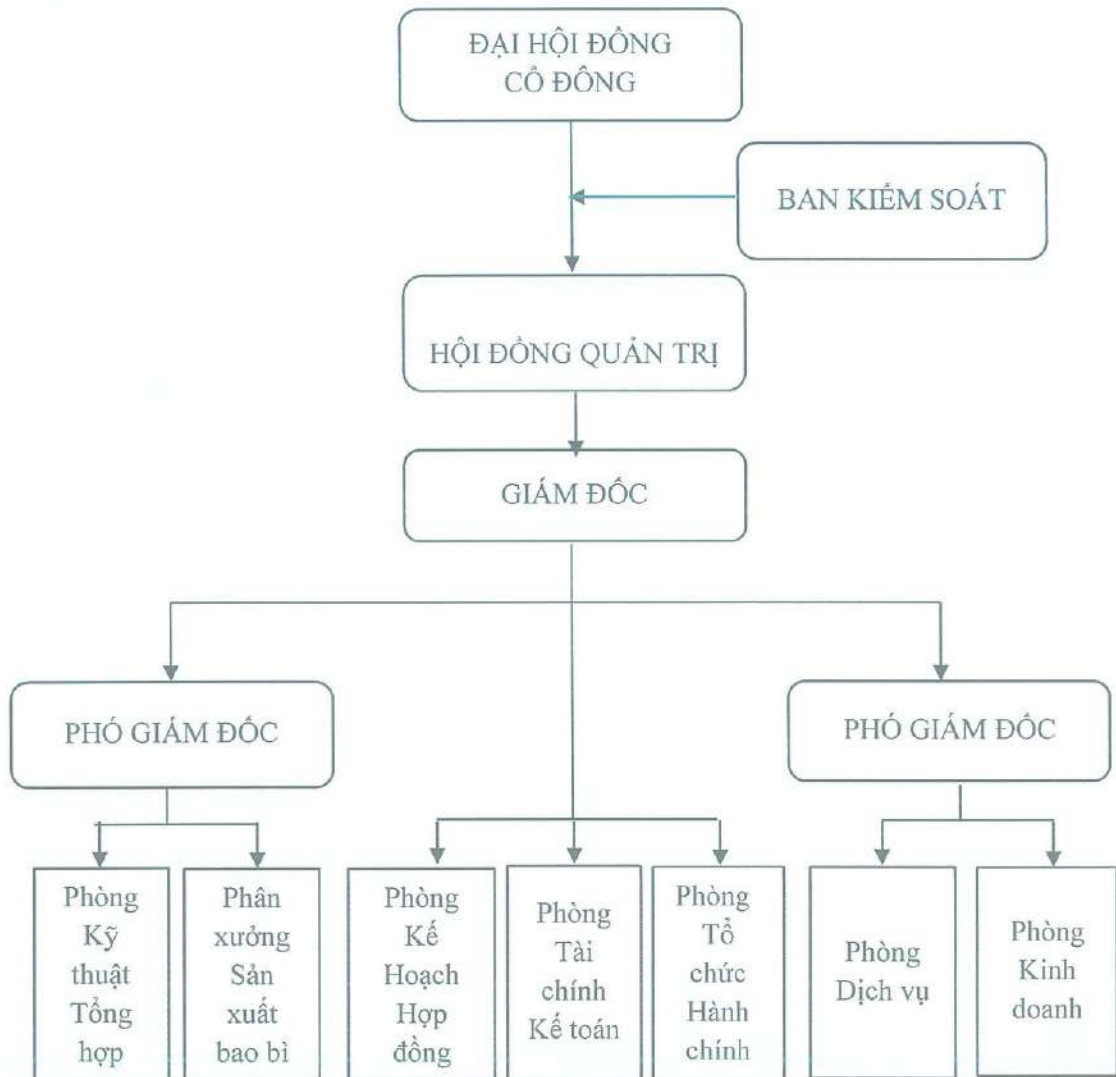 ĐẠI HỘI ĐỒNG
CỔ ĐÔNG
BAN KIỂM SOÁT
HỘI ĐỒNG QUẢN TRỊ
GIÁM ĐỐC
PHÓ GIÁM ĐỐC
PHÓ GIÁM ĐỐC
Phòng
Kỹ
thuật
Tổng
hợp
Phân
xưởng
Sản
xuất
bao bì
Phòng
Kế
Hoạch
Hợp
đồng
Phòng
Tài
chính
Kế toán
Phòng
Tổ
chức
Hành
chính
Phòng
Dịch vụ
Phòng
Kinh
doanh